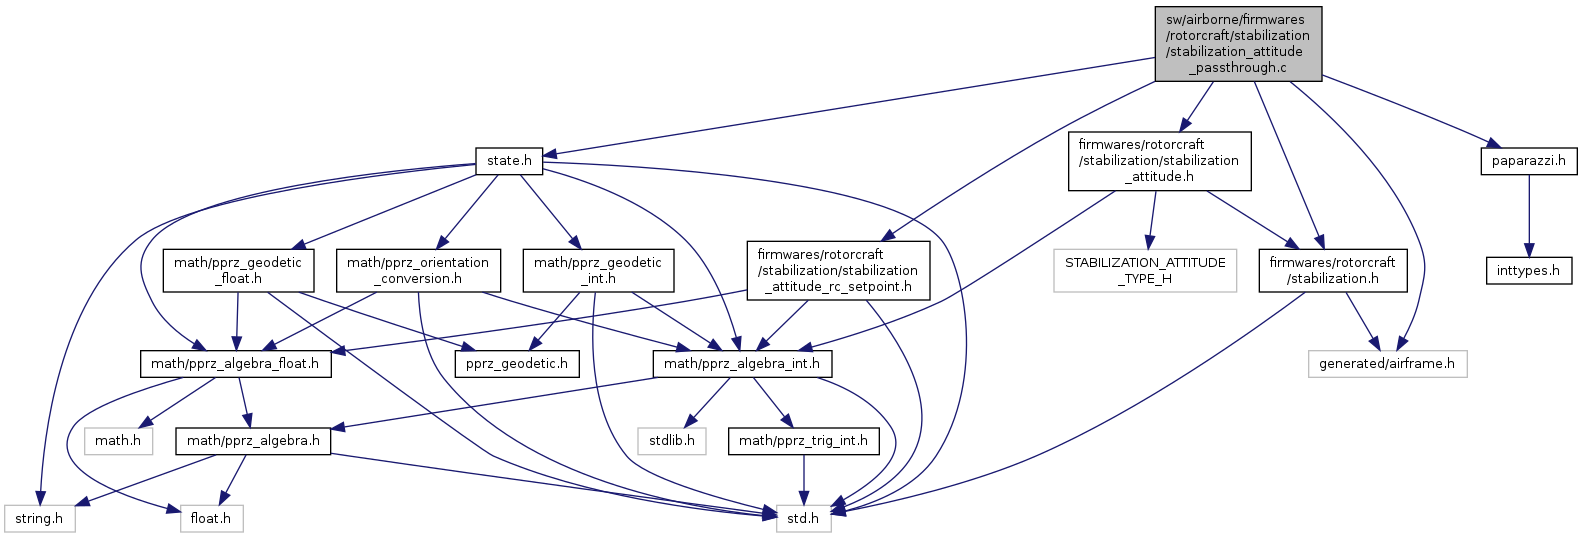 sw/airborne/firmwares
/rotorcraft/stabilization
/stabilization_attitude
_passthrough.c
state.h
firmwares/rotorcraft
/stabilization/stabilization
_attitude.h
paparazzi.h
math/pprz_geodetic
_float.h
math/pprz_orientation
_conversion.h
math/pprz_geodetic
_int.h
firmwares/rotorcraft
/stabilization/stabilization
_attitude_rc_setpoint.h
STABILIZATION_ATTITUDE
_TYPE_H
firmwares/rotorcraft
/stabilization.h
inttypes.h
math/pprz_algebra_float.h
pprz_geodetic.h
math/pprz_algebra_int.h
generated/airframe.h
math.h
math/pprz_algebra.h
stdlib.h
math/pprz_trig_int.h
string.h
float.h
std.h